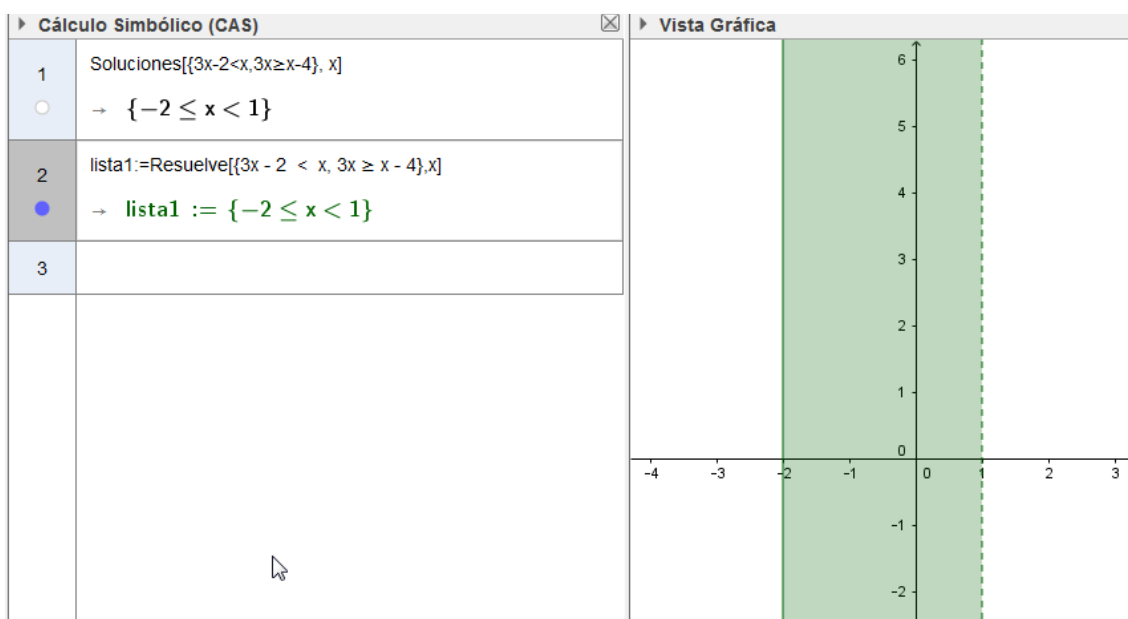 Cálculo Simbólico (CAS)
1
Soluciones[{3x-2<x,3x≥x-4}, x]
→ {−2 ≤ x < 1}
2
lista1:=Resuelve[{3x - 2 < x, 3x ≥ x - 4},x]
→ lista1 := {−2 ≤ x < 1}
3
Vista Gráfica
6
5
4
3
2
1
0
-4 -3 -2 -1 0 1 2 3
-1
-2